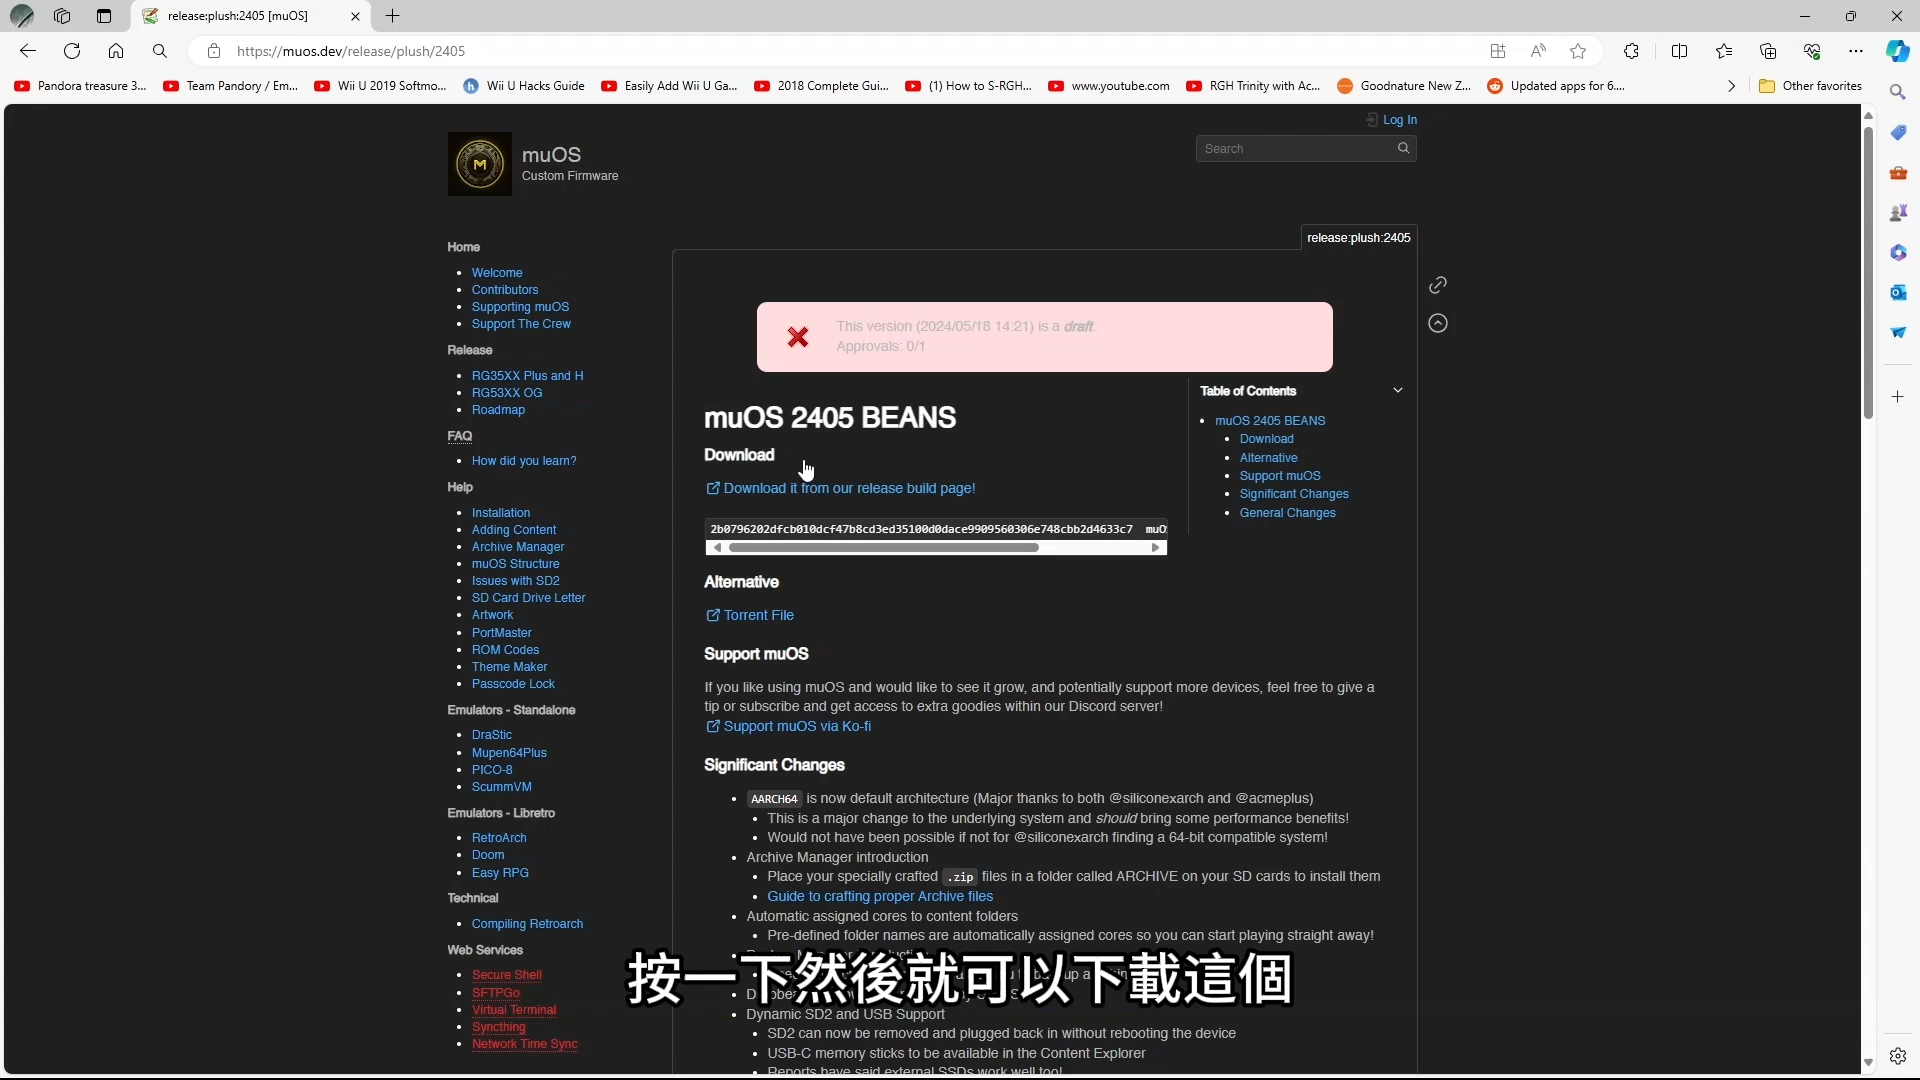 release:plush:2405 [muOS]
https://muos.dev/release/plush/2405
Pandora treasure 3...
Team Pandory / Em...
Wii U 2019 Softmo...
Wii U Hacks Guide
Easily Add Wii U Ga...
2018 Complete Gui...
(1) How to S-RGH...
www.youtube.com
RGH Trinity with Ac...
Goodnature New Z...
Updated apps for 6....
Other favorites
Log In
muOS
Custom Firmware
Search
Home
Welcome
Contributors
Supporting muOS
Support The Crew
Release
RG35XX Plus and H
RG53XX OG
Roadmap
FAQ
How did you learn?
Help
Installation
Adding Content
Archive Manager
muOS Structure
Issues with SD2
SD Card Drive Letter
Artwork
PortMaster
ROM Codes
Theme Maker
Passcode Lock
Emulators - Standalone
DraStic
Mupen64Plus
PICO-8
ScummVM
Emulators - Libretro
RetroArch
Doom
Easy RPG
Technical
Compiling Retroarch
Web Services
Secure Shell
SFTPGo
Virtual Terminal
Syncthing
Network Time Sync
release:plush:2405
This version (2024/05/18 14:21) is a draft.
Approvals: 0/1
Table of Contents
muOS 2405 BEANS
Download
Alternative
Support muOS
Significant Changes
General Changes
muOS 2405 BEANS
Download
Download it from our release build page!
2b0796202dfcb010dcf47b8cd3ed35100d0dace9909560306e748cbb2d4633c7 muO
Alternative
Torrent File
Support muOS
If you like using muOS and would like to see it grow, and potentially support more devices, feel free to give a
tip or subscribe and get access to extra goodies within our Discord server!
Support muOS via Ko-fi
Significant Changes
AARCH64 is now default architecture (Major thanks to both @siliconexarch and @acmeplus)
This is a major change to the underlying system and should bring some performance benefits!
Would not have been possible if not for @siliconexarch finding a 64-bit compatible system!
Archive Manager introduction
Place your specially crafted .zip files in a folder called ARCHIVE on your SD cards to install them
Guide to crafting proper Archive files
Automatic assigned cores to content folders
Pre-defined folder names are automatically assigned cores so you can start playing straight away!
按一下然後就可以下載這個
Dynamic SD2 and USB Support
SD2 can now be removed and plugged back in without rebooting the device
USB-C memory sticks to be available in the Content Explorer
Reports have said external SSDs work well too!